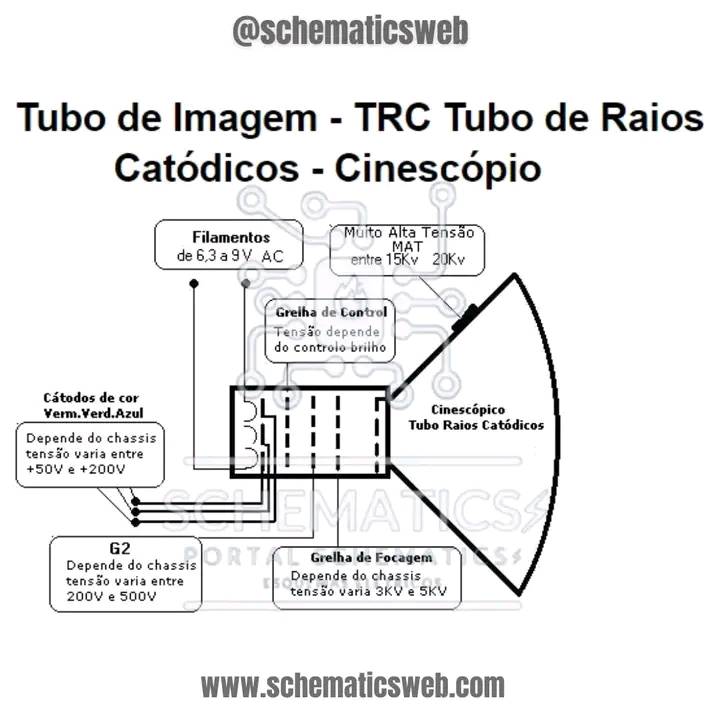 @schematicsweb
Tubo de Imagem - TRC Tubo de Raios
Catódicos - Cinescópio
Filamentos
de 6,3 a 9V AC
Muito Alta Tensão
MAT
entre 15Kv 20Kv
Grelha de Control
Tensão depende
do controlo brilho
Cátodos de cor
Verm.Verd.Azul
Depende do chassis
tensão varia entre
+50V e +200V
Cinescópico
Tubo Raios Catódicos
SCHEMATICS
PORTAL SCHEMATICS
ESQUEMAS ELÉTRICOS
G2
Depende do chassis
tensão varia entre
200V e 500V
Grelha de Focagem
Depende do chassis
tensão varia 3KV e 5KV
www.schematicsweb.com